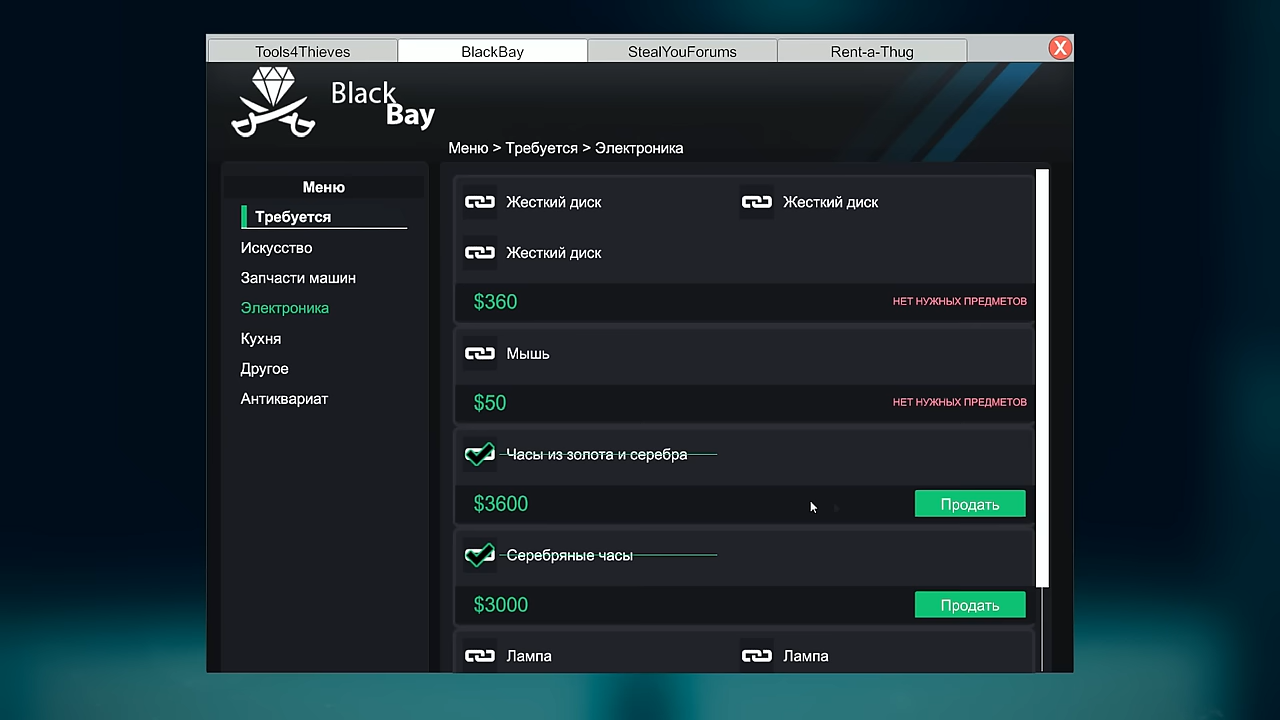 Tools4Thieves BlackBay StealYouForums Rent-a-Thug X
Black
Bay
Меню > Требуется > Электроника
Меню
Требуется
Искусство
Запчасти машин
Электроника
Кухня
Другое
Антиквариат
Жесткий диск Жесткий диск
Жесткий диск
$360 НЕТ НУЖНЫХ ПРЕДМЕТОВ
Мышь
$50 НЕТ НУЖНЫХ ПРЕДМЕТОВ
Часы из золота и серебра
$3600 Продать
Серебряные часы
$3000 Продать
Лампа Лампа